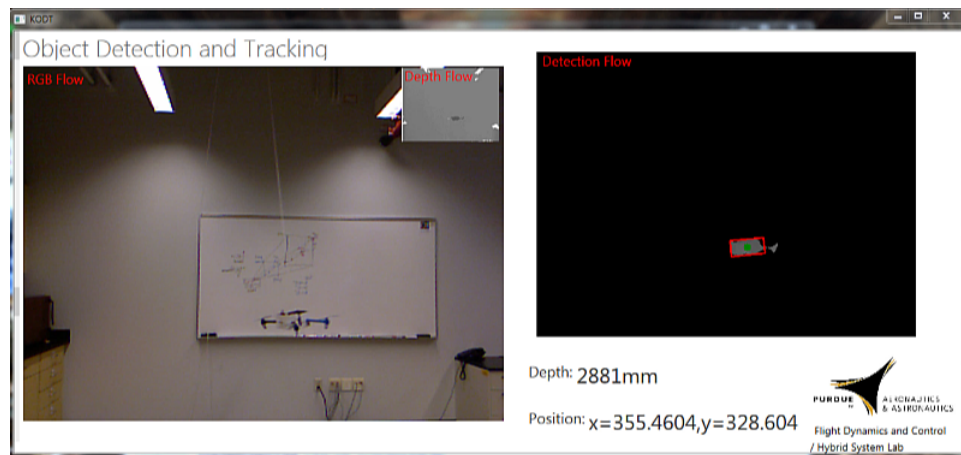 KODT
Object Detection and Tracking
RGB Flow
Depth Flow
Detection Flow
Depth: 2881mm
Position: x=355.4604,y=328.604
PURDUE
AERONAUTICS
& ASTRONAUTICS
Flight Dynamics and Control
/ Hybrid System Lab